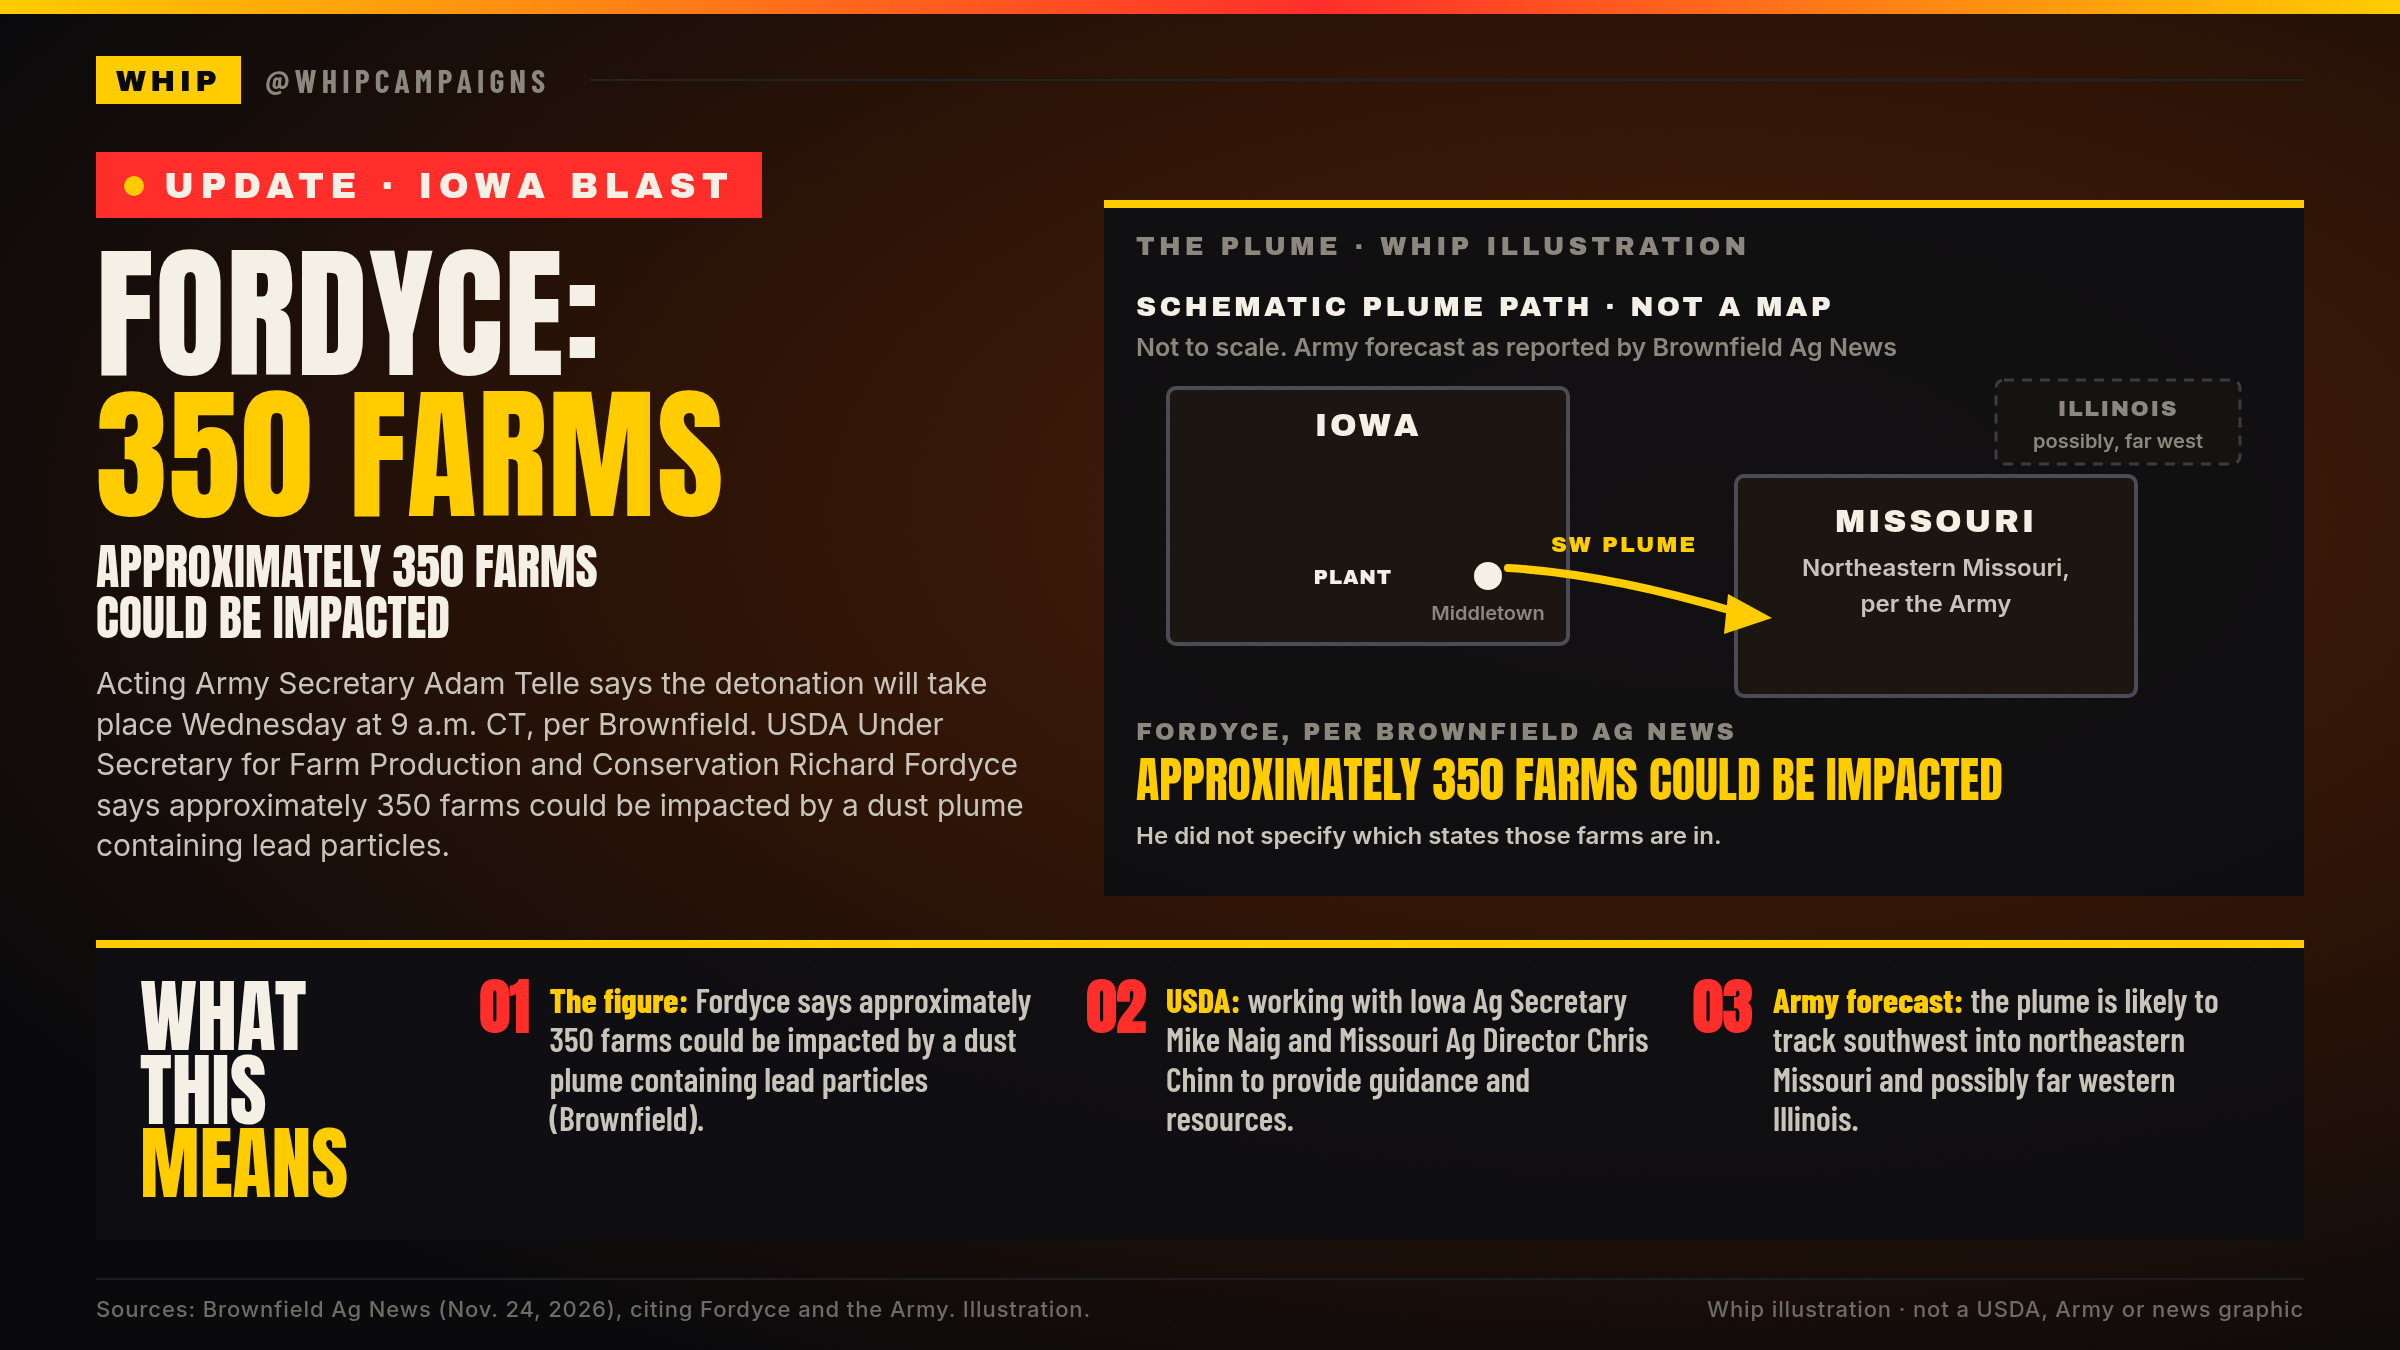 WHIP @WHIPCAMPAIGNS
UPDATE · IOWA BLAST
FORDYCE:
350 FARMS
APPROXIMATELY 350 FARMS
COULD BE IMPACTED
Acting Army Secretary Adam Telle says the detonation will take
place Wednesday at 9 a.m. CT, per Brownfield. USDA Under
Secretary for Farm Production and Conservation Richard Fordyce
says approximately 350 farms could be impacted by a dust plume
containing lead particles.
THE PLUME · WHIP ILLUSTRATION
SCHEMATIC PLUME PATH · NOT A MAP
Not to scale. Army forecast as reported by Brownfield Ag News
IOWA
PLANT
Middletown
SW PLUME
ILLINOIS
possibly, far west
MISSOURI
Northeastern Missouri,
per the Army
FORDYCE, PER BROWNFIELD AG NEWS
APPROXIMATELY 350 FARMS COULD BE IMPACTED
He did not specify which states those farms are in.
WHAT
THIS
MEANS
01 The figure: Fordyce says approximately
350 farms could be impacted by a dust
plume containing lead particles
(Brownfield).
02 USDA: working with Iowa Ag Secretary
Mike Naig and Missouri Ag Director Chris
Chinn to provide guidance and
resources.
03 Army forecast: the plume is likely to
track southwest into northeastern
Missouri and possibly far western
Illinois.
Sources: Brownfield Ag News (Nov. 24, 2026), citing Fordyce and the Army. Illustration.
Whip illustration · not a USDA, Army or news graphic